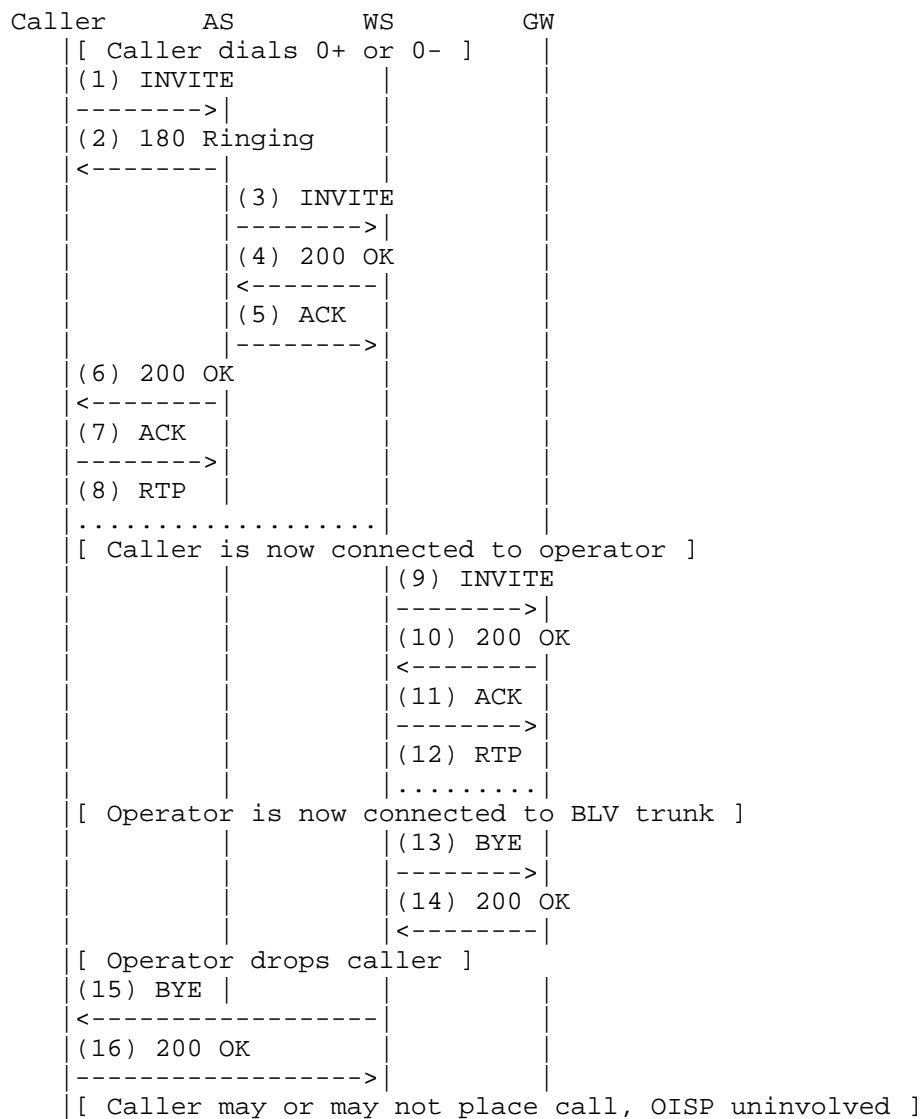 Caller AS WS GW
[ Caller dials 0+ or 0- ]
(1) INVITE
-------->
(2) 180 Ringing
<--------
(3) INVITE
-------->
(4) 200 OK
<--------
(5) ACK
-------->
(6) 200 OK
<--------
(7) ACK
-------->
(8) RTP
...................
[ Caller is now connected to operator ]
(9) INVITE
-------->
(10) 200 OK
<--------
(11) ACK
-------->
(12) RTP
.........
[ Operator is now connected to BLV trunk ]
(13) BYE
-------->
(14) 200 OK
<--------
[ Operator drops caller ]
(15) BYE
<------------------
(16) 200 OK
------------------>
[ Caller may or may not place call, OISP uninvolved ]